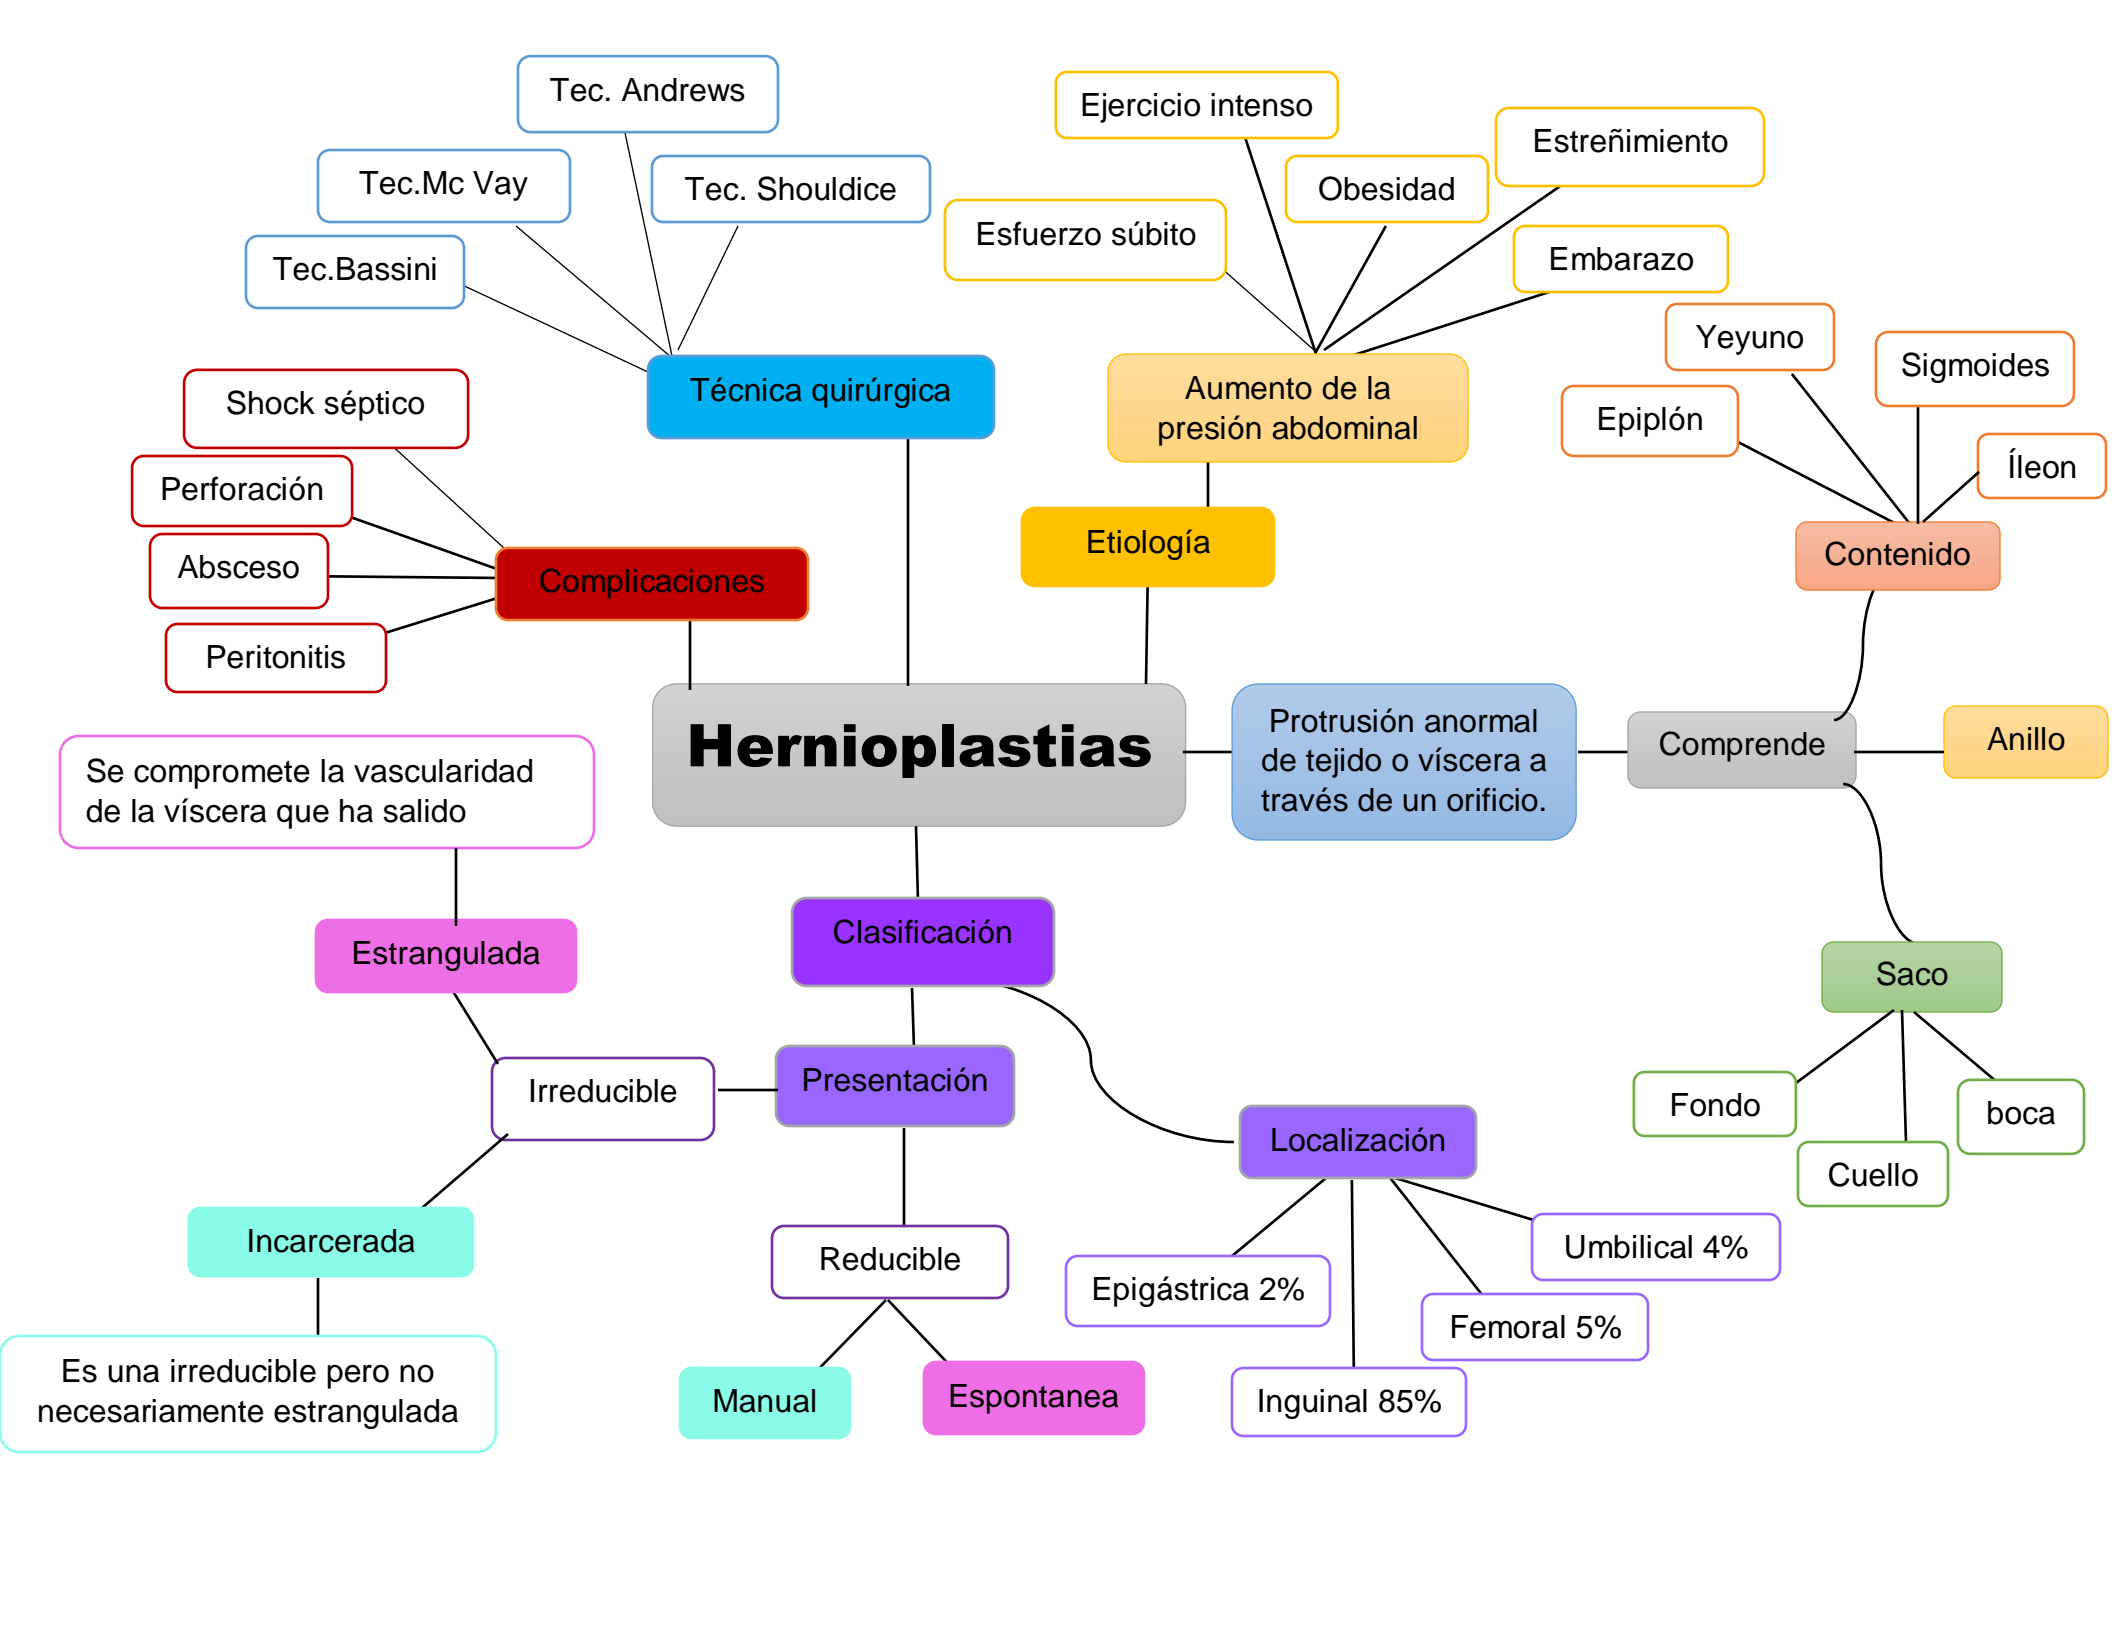 Tec. Andrews
Tec.Mc Vay
Tec. Shouldice
Tec.Bassini
Técnica quirúrgica
Ejercicio intenso
Estreñimiento
Obesidad
Esfuerzo súbito
Embarazo
Aumento de la
presión abdominal
Etiología
Yeyuno
Sigmoides
Epiplón
Íleon
Contenido
Shock séptico
Perforación
Absceso
Peritonitis
Complicaciones
Hernioplastias
Protrusión anormal
de tejido o víscera a
través de un orificio.
Comprende
Anillo
Saco
Fondo
Cuello
boca
Se compromete la vascularidad
de la víscera que ha salido
Estrangulada
Clasificación
Irreducible
Presentación
Localización
Incarcerada
Es una irreducible pero no
necesariamente estrangulada
Reducible
Manual
Espontanea
Epigástrica 2%
Inguinal 85%
Femoral 5%
Umbilical 4%